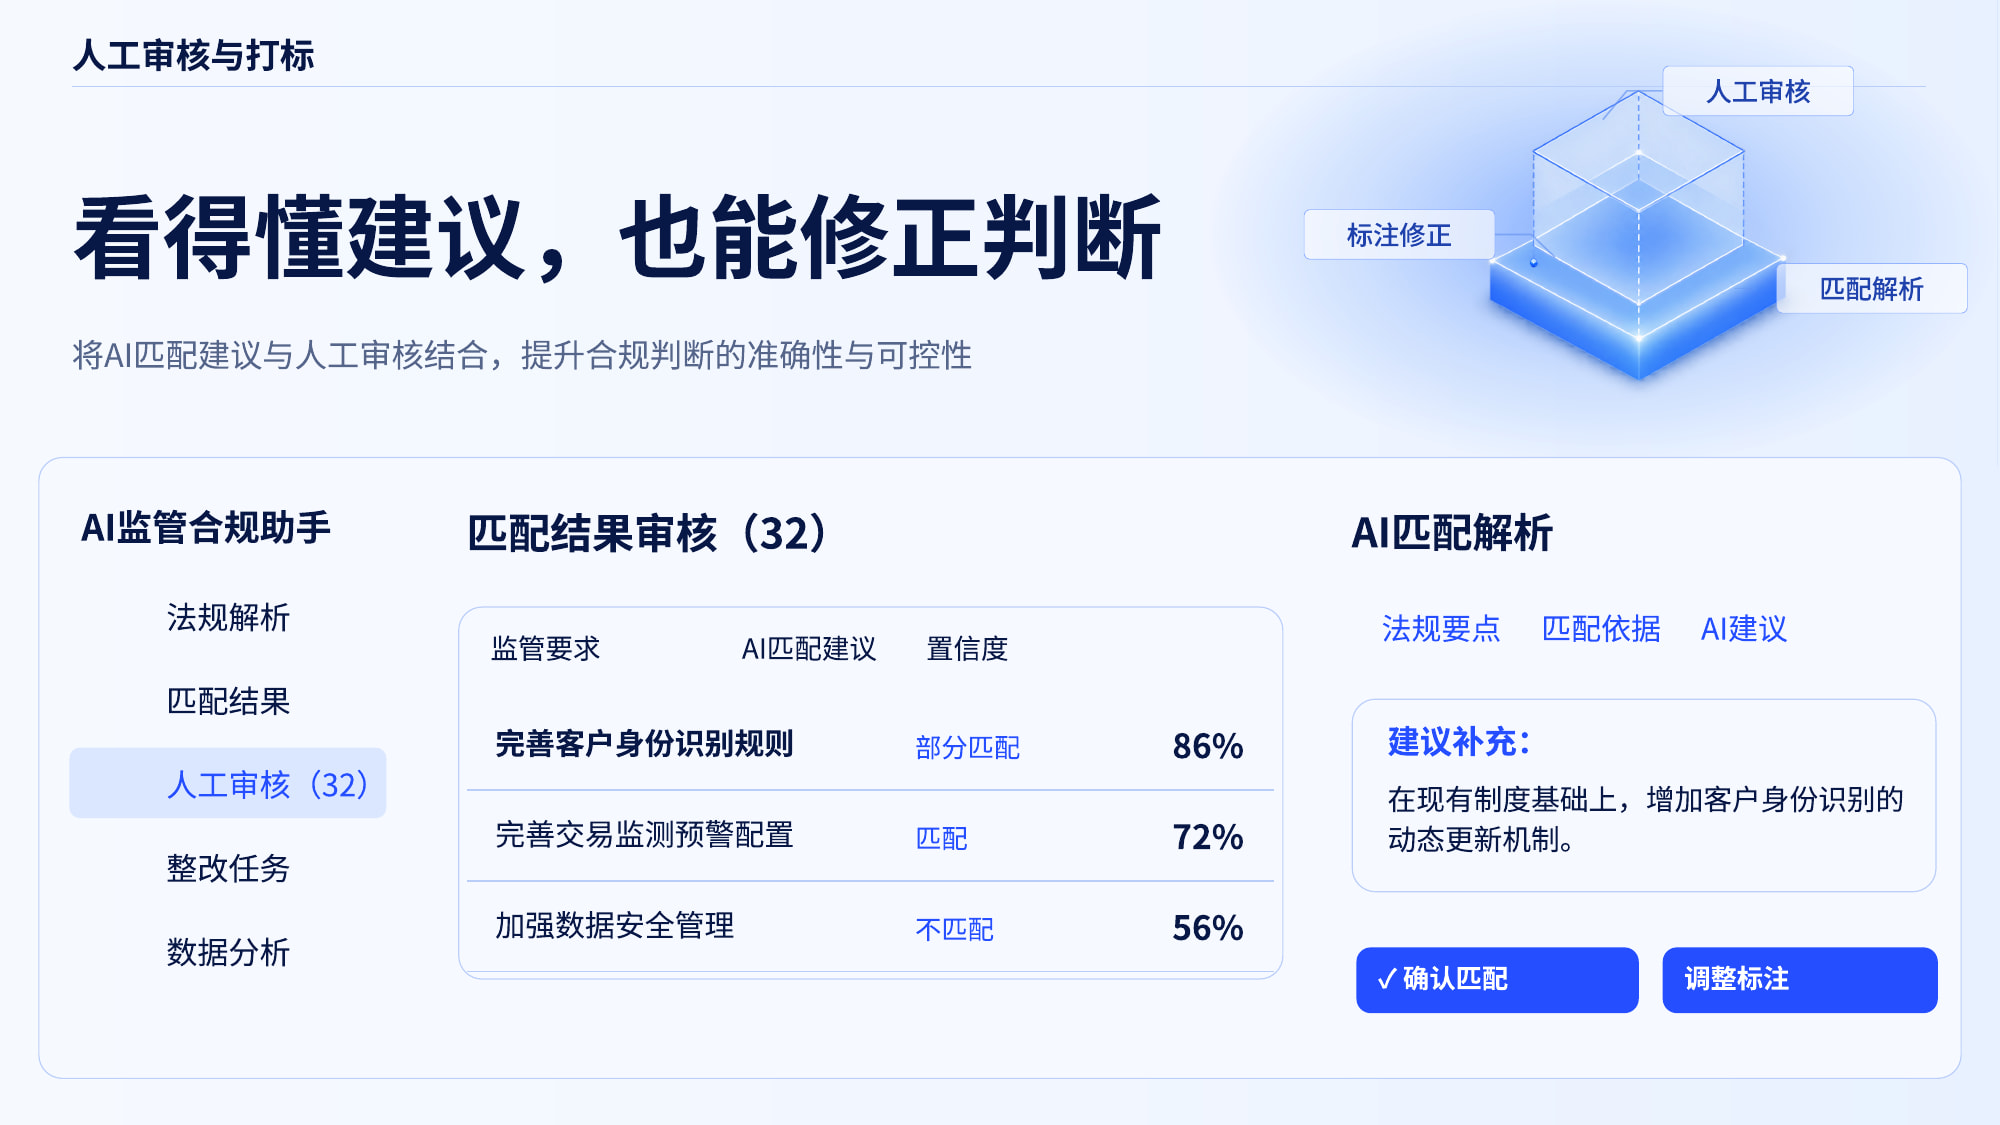 人工审核与打标
人工审核
标注修正
匹配解析
看得懂建议，也能修正判断
将AI匹配建议与人工审核结合，提升合规判断的准确性与可控性
AI监管合规助手
法规解析
匹配结果
人工审核（32）
整改任务
数据分析
匹配结果审核（32）
监管要求 AI匹配建议 置信度
完善客户身份识别规则 部分匹配 86%
完善交易监测预警配置 匹配 72%
加强数据安全管理 不匹配 56%
AI匹配解析
法规要点 匹配依据 AI建议
建议补充：
在现有制度基础上，增加客户身份识别的
动态更新机制。
✓ 确认匹配 调整标注